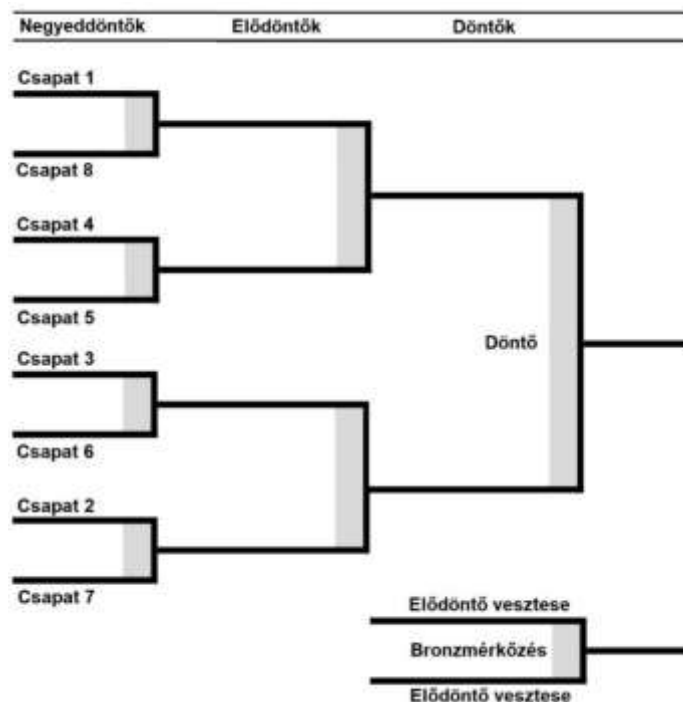 Negyeddöntők Elődöntők Döntők
Csapat 1
Csapat 8
Csapat 4
Csapat 5
Döntő
Csapat 3
Csapat 6
Csapat 2
Csapat 7
Elődöntő vesztese
Bronzmérkőzés
Elődöntő vesztese